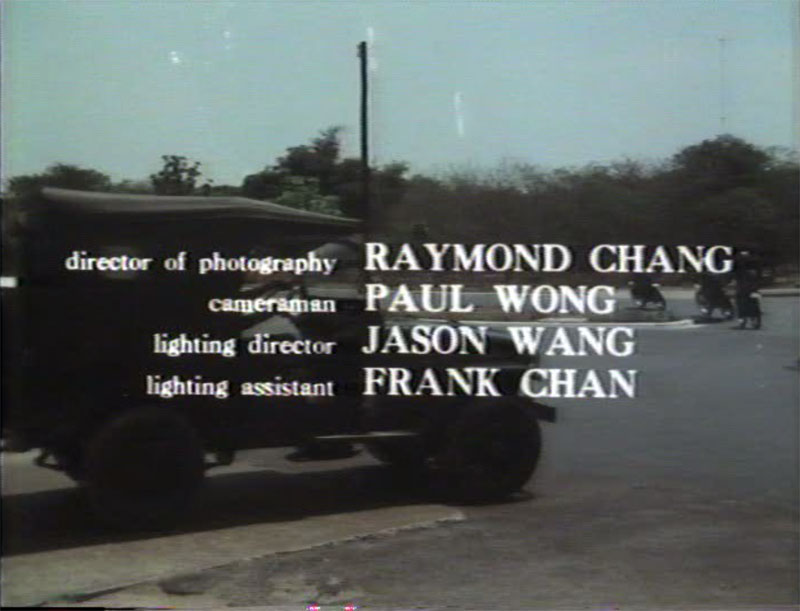 director of photography RAYMOND CHANG
cameraman PAUL WONG
lighting director JASON WANG
lighting assistant FRANK CHAN